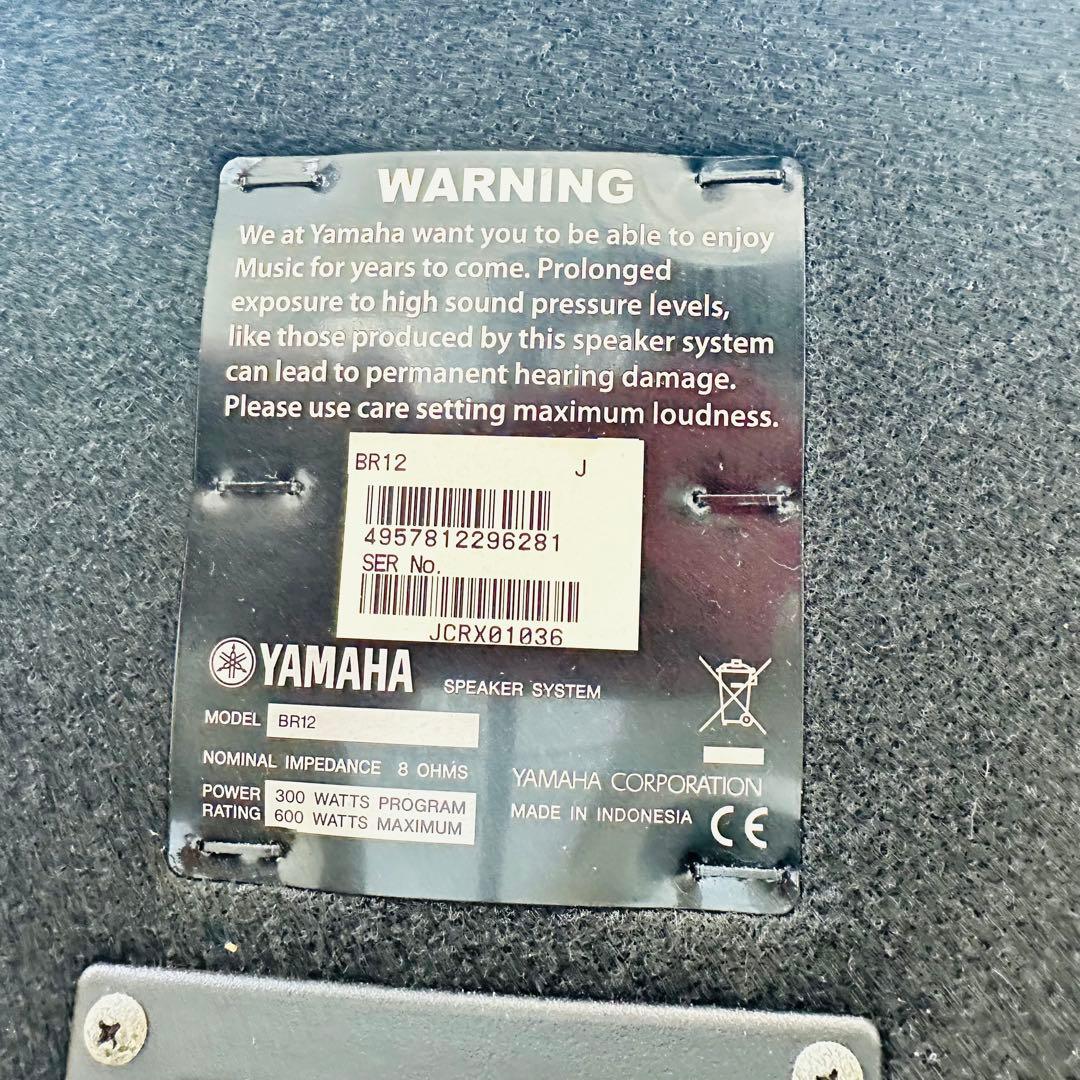 WARNING
We at Yamaha want you to be able to enjoy
Music for years to come. Prolonged
exposure to high sound pressure levels,
like those produced by this speaker system
can lead to permanent hearing damage.
Please use care setting maximum loudness.
BR12 J
4957812296281
SER No.
JCRX01036
YAMAHA SPEAKER SYSTEM
MODEL BR12
NOMINAL IMPEDANCE 8 OHMS
POWER RATING 300 WATTS PROGRAM
600 WATTS MAXIMUM
YAMAHA CORPORATION
MADE IN INDONESIA CE